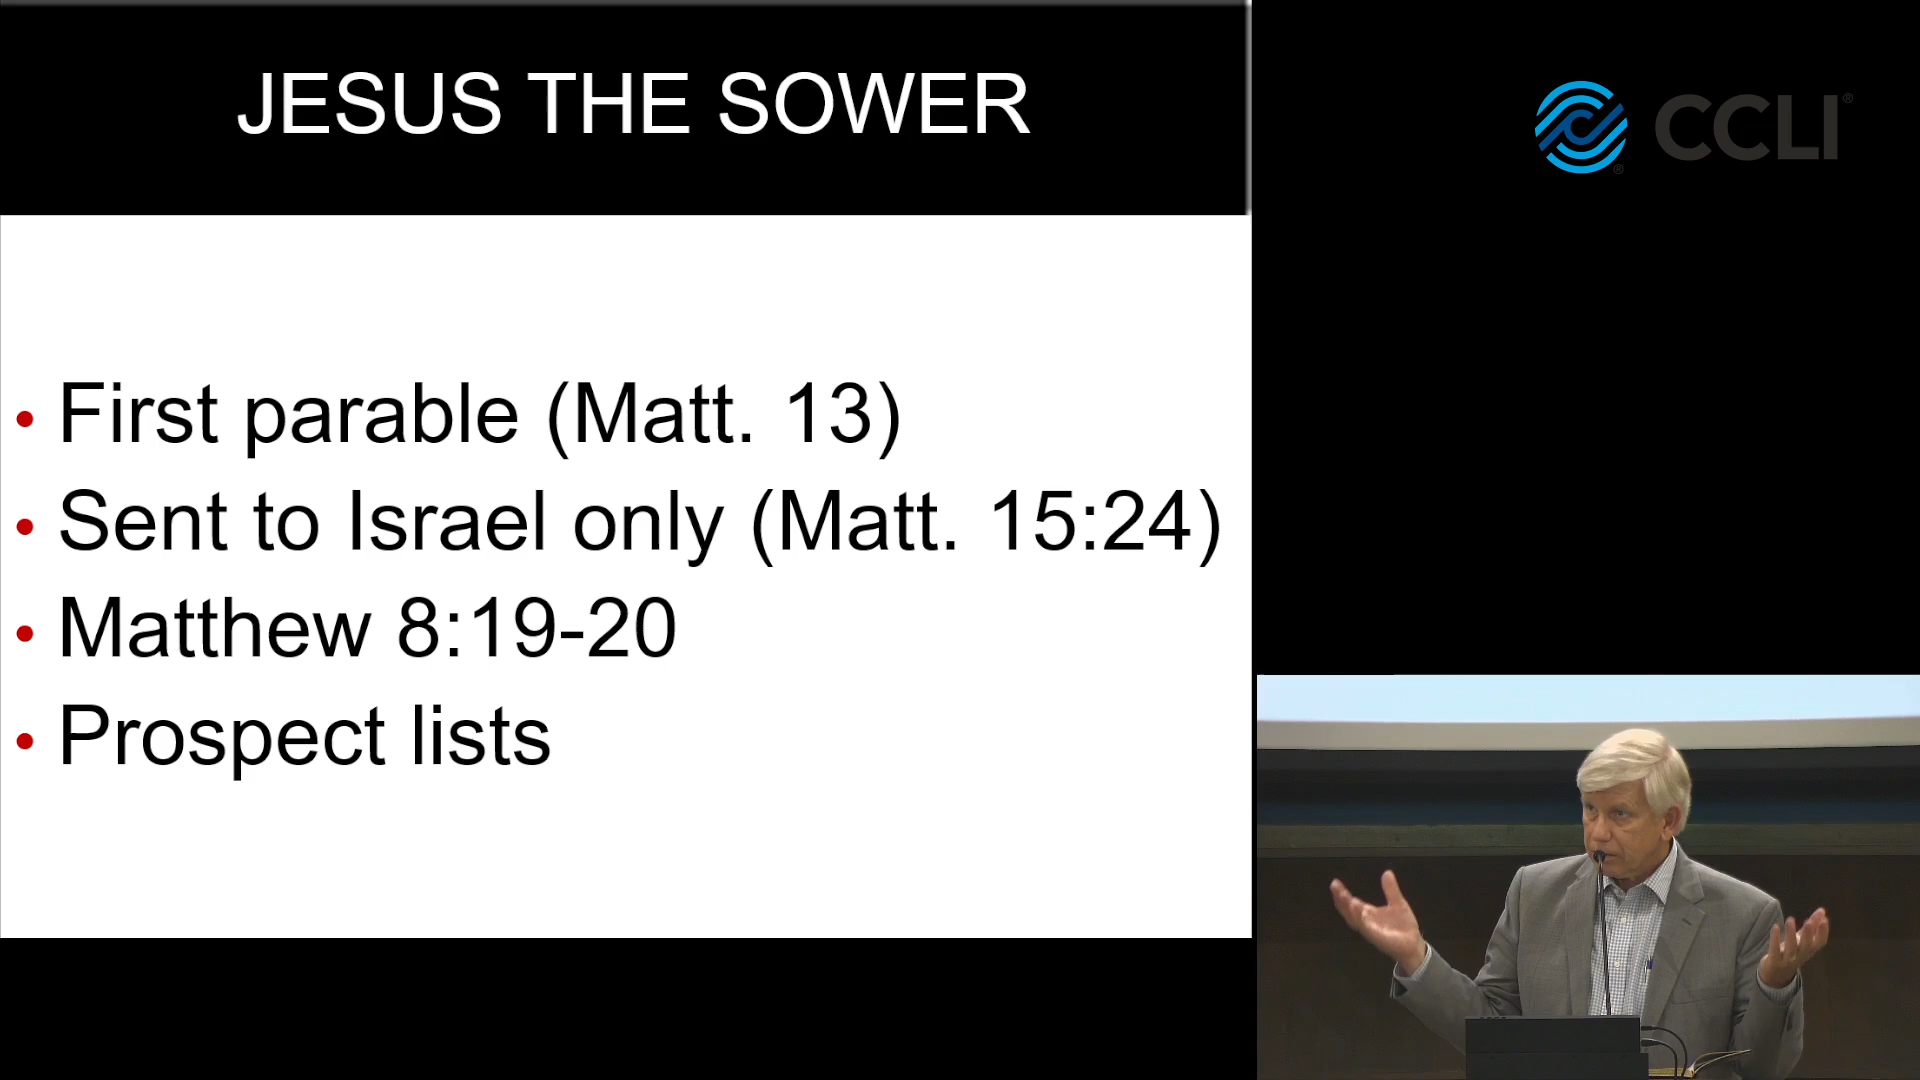 JESUS THE SOWER
CCLI®
• First parable (Matt. 13)
• Sent to Israel only (Matt. 15:24)
• Matthew 8:19-20
• Prospect lists